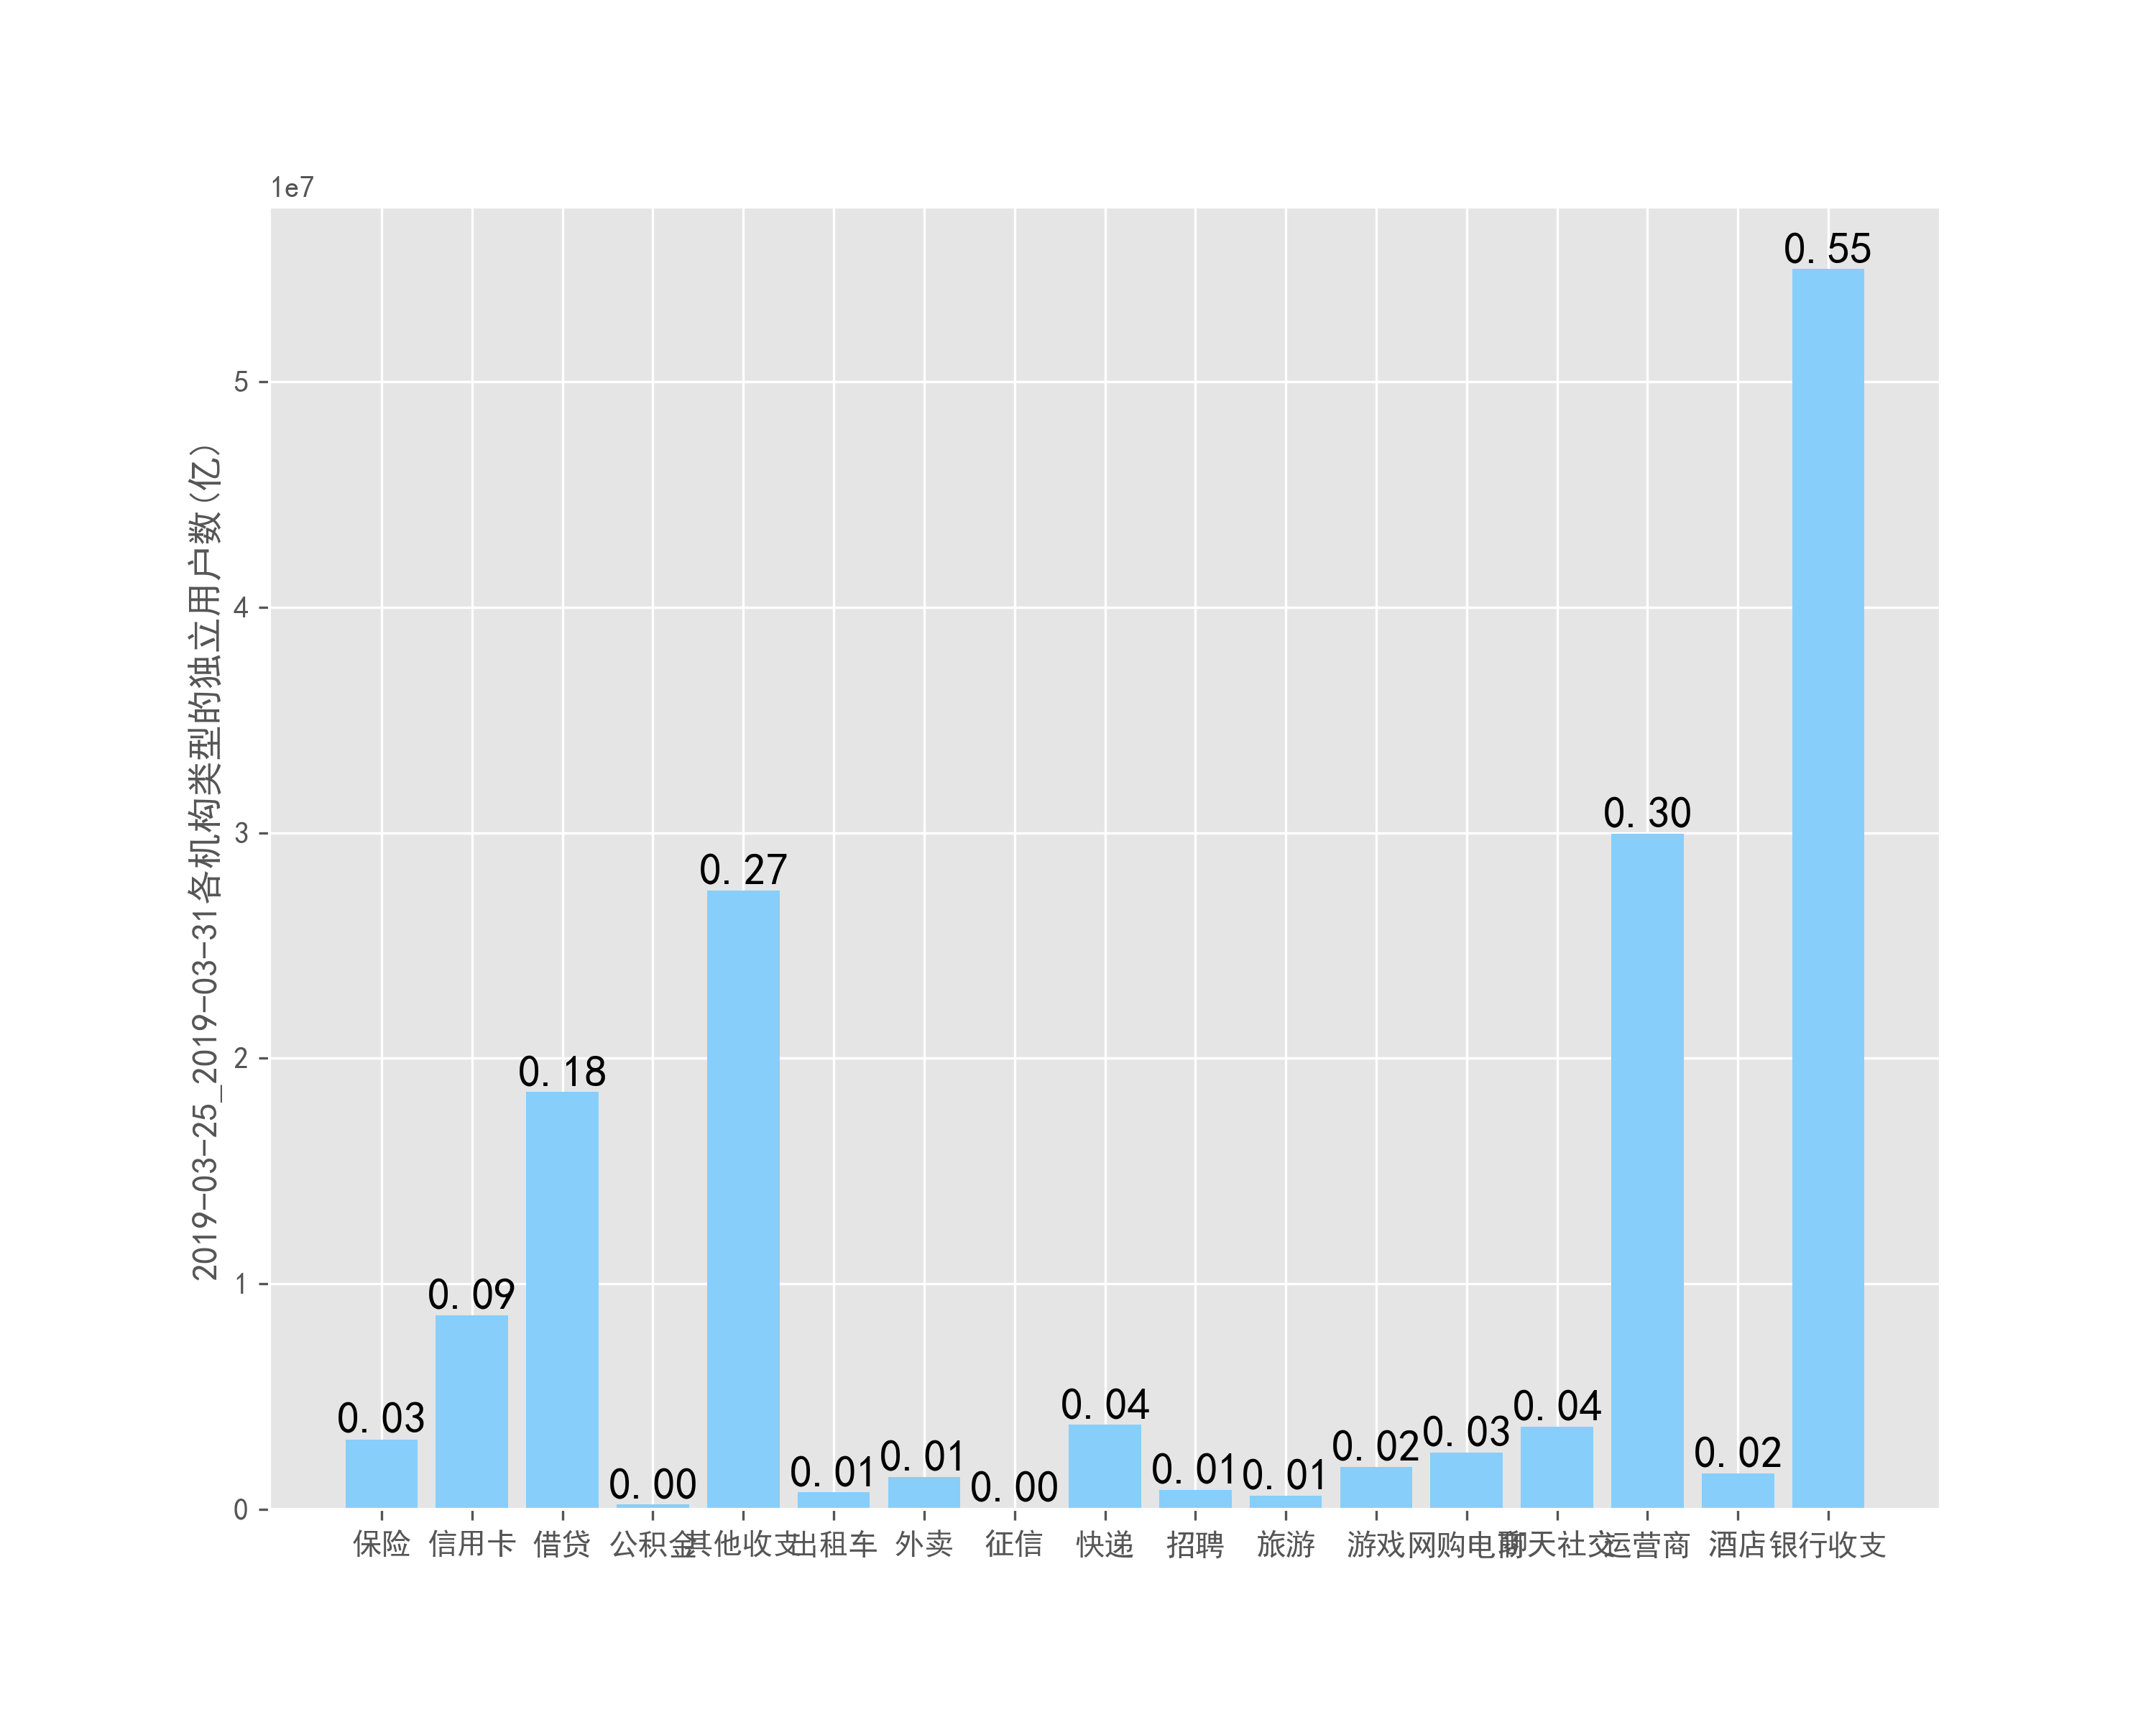 1e7
2019-03-25_2019-03-31各机构类型的独立用户数(亿)
5
4
3
2
1
0
0.03
0.09
0.18
0.00
0.27
0.01
0.01
0.00
0.04
0.01
0.01
0.02
0.03
0.04
0.30
0.02
0.55
保险
信用卡
借贷
公积金
其他收支
出租车
外卖
征信
快递
招聘
旅游
游戏
网购电商
聊天社交
运营商
酒店
银行收支